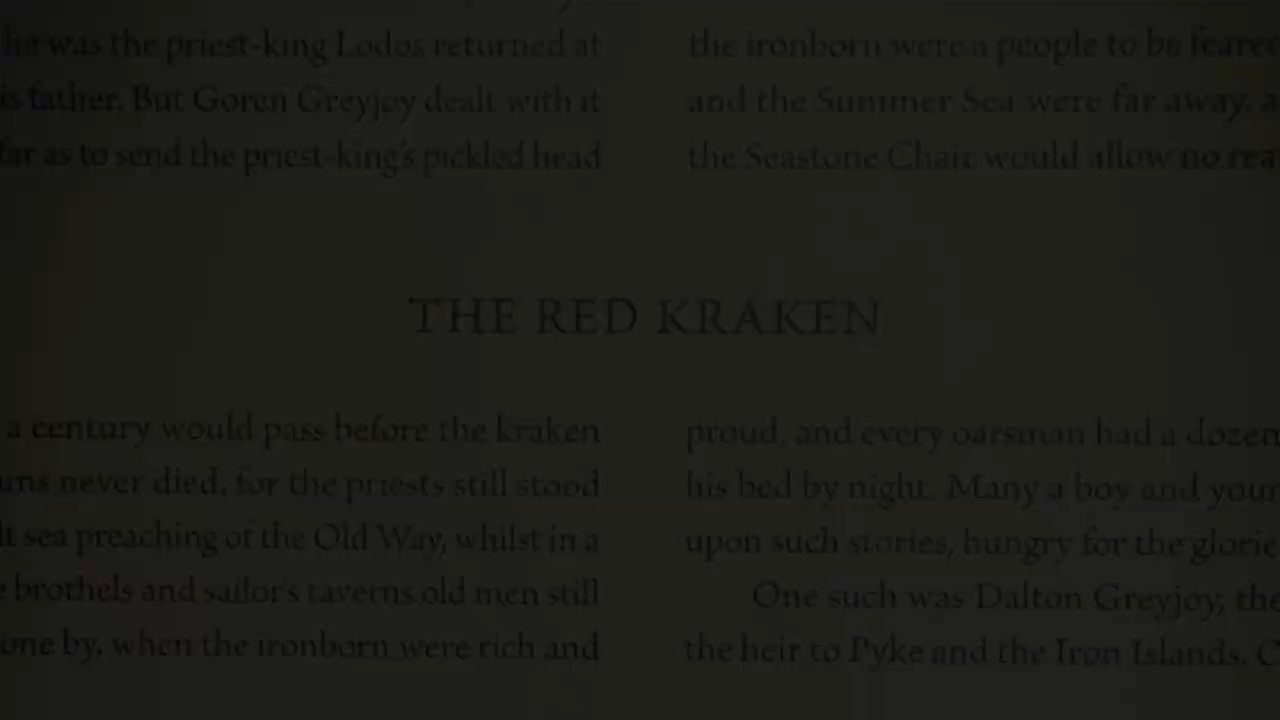 he was the priest-king Lodos returned at
is father. But Goren Greyjoy dealt with it
far as to send the priest-king's pickled head
the ironborn were a people to be feared
and the Summer Sea were far away, a
the Seastone Chair would allow no rea
THE RED KRAKEN
a century would pass before the kraken
ms never died, for the priests still stood
lt sea preaching of the Old Way, whilst in a
e brothels and sailor's taverns old men still
one by, when the ironborn were rich and
proud, and every oarsman had a dozen
his bed by night. Many a boy and youn
upon such stories, hungry for the glorie
One such was Dalton Greyjoy, the
the heir to Pyke and the Iron Islands.